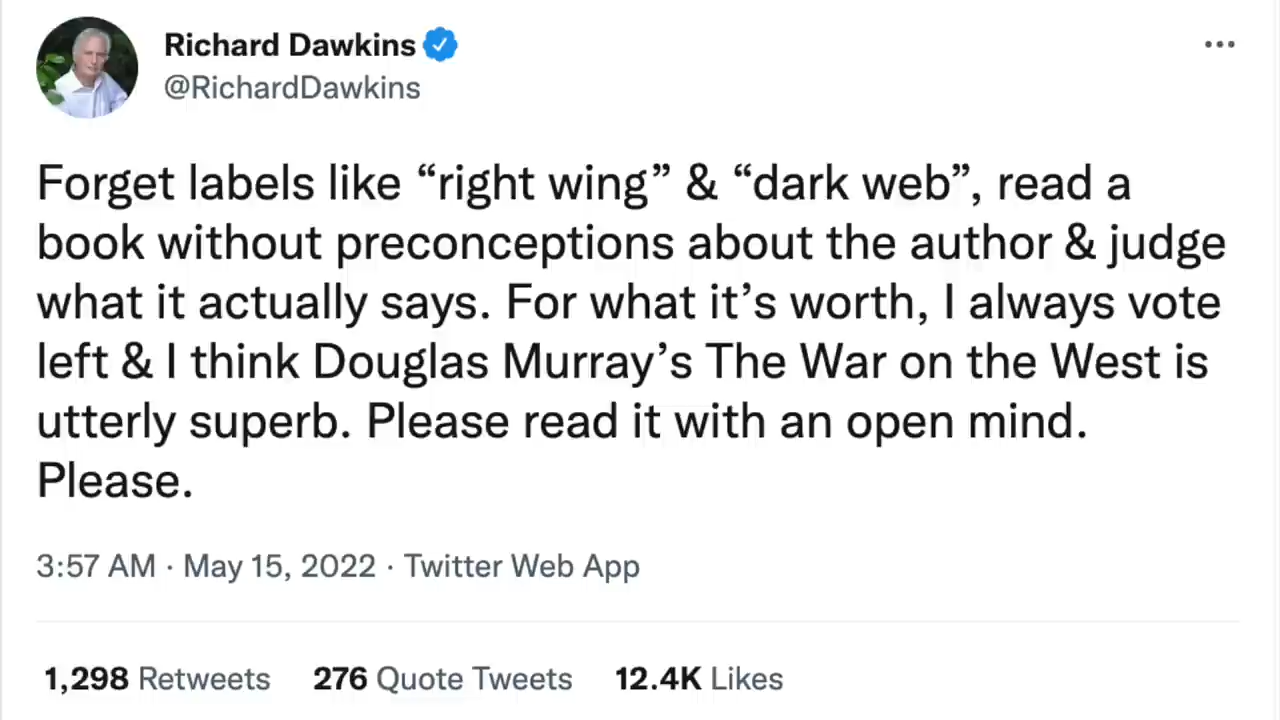 Richard Dawkins
@RichardDawkins
Forget labels like “right wing” & “dark web”, read a
book without preconceptions about the author & judge
what it actually says. For what it’s worth, I always vote
left & I think Douglas Murray’s The War on the West is
utterly superb. Please read it with an open mind.
Please.
3:57 AM · May 15, 2022 · Twitter Web App
1,298 Retweets 276 Quote Tweets 12.4K Likes